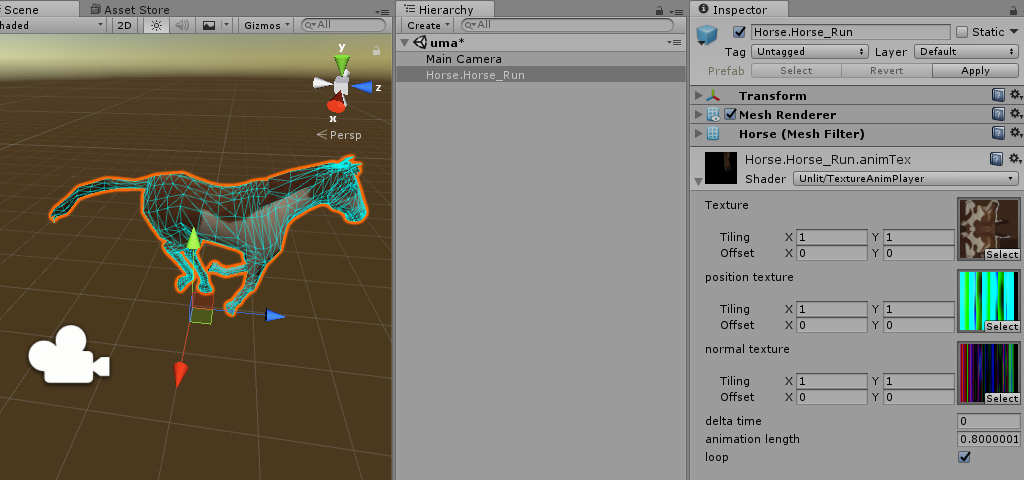 Scene
Asset Store
haded
2D
Gizmos
All
y
z
x
Persp
Hierarchy
Create
All
uma*
Main Camera
Horse.Horse_Run
Inspector
Horse.Horse_Run
Static
Tag
Untagged
Layer
Default
Prefab
Select
Revert
Apply
Transform
Mesh Renderer
Horse (Mesh Filter)
Horse.Horse_Run.animTex
Shader
Unlit/TextureAnimPlayer
Texture
Tiling X 1 Y 1
Offset X 0 Y 0
Select
position texture
Tiling X 1 Y 1
Offset X 0 Y 0
Select
normal texture
Tiling X 1 Y 1
Offset X 0 Y 0
Select
delta time 0
animation length 0.8000001
loop